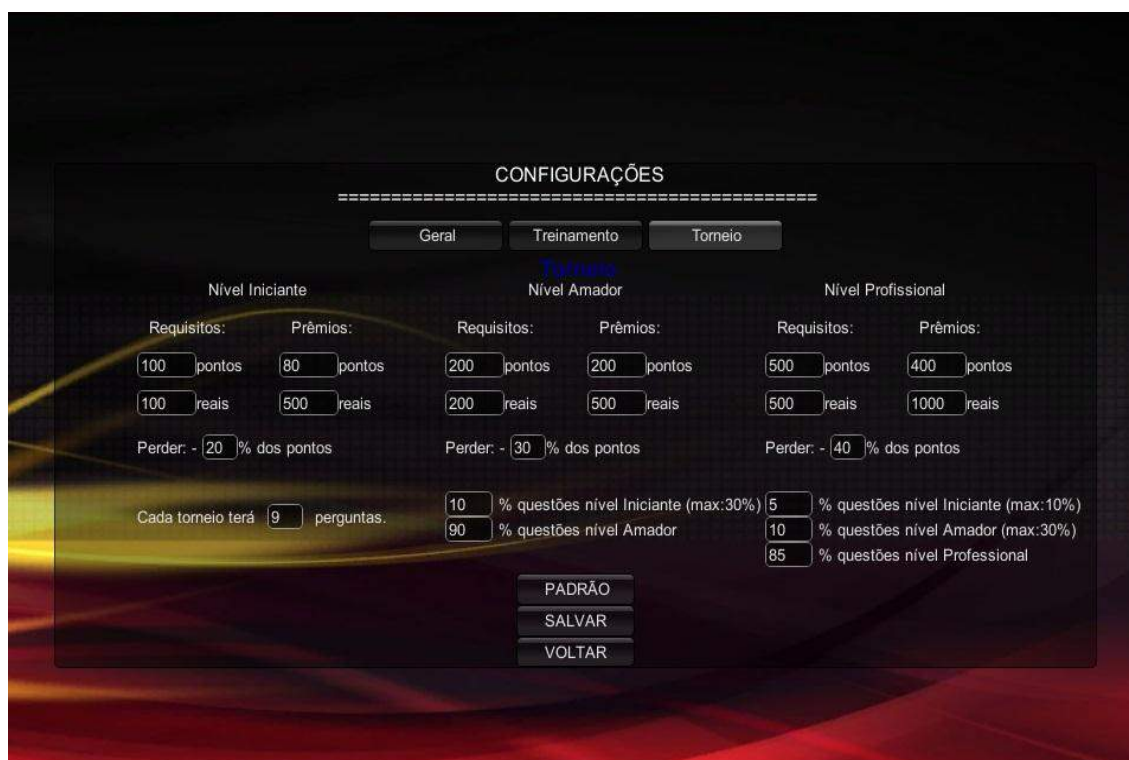 CONFIGURAÇÕES
=============================================
Geral Treinamento Torneio
Torneio
Nível Iniciante Nível Amador Nível Profissional
Requisitos: Prêmios: Requisitos: Prêmios: Requisitos: Prêmios:
100 pontos 80 pontos 200 pontos 200 pontos 500 pontos 400 pontos
100 reais 500 reais 200 reais 500 reais 500 reais 1000 reais
Perder: - 20 % dos pontos Perder: - 30 % dos pontos Perder: - 40 % dos pontos
Cada torneio terá 9 perguntas.
10 % questões nível Iniciante (max:30%)
90 % questões nível Amador
5 % questões nível Iniciante (max:10%)
10 % questões nível Amador (max:30%)
85 % questões nível Professional
PADRÃO
SALVAR
VOLTAR